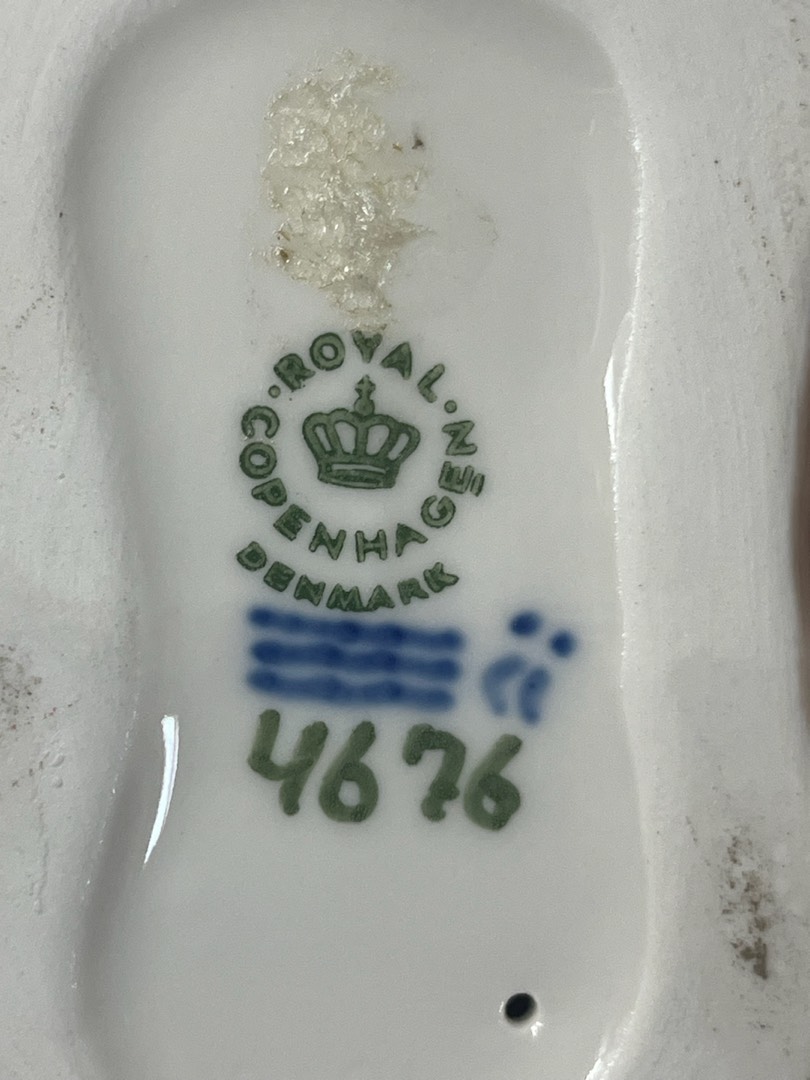 · ROYAL ·
COPENHAGEN
DENMARK
4676